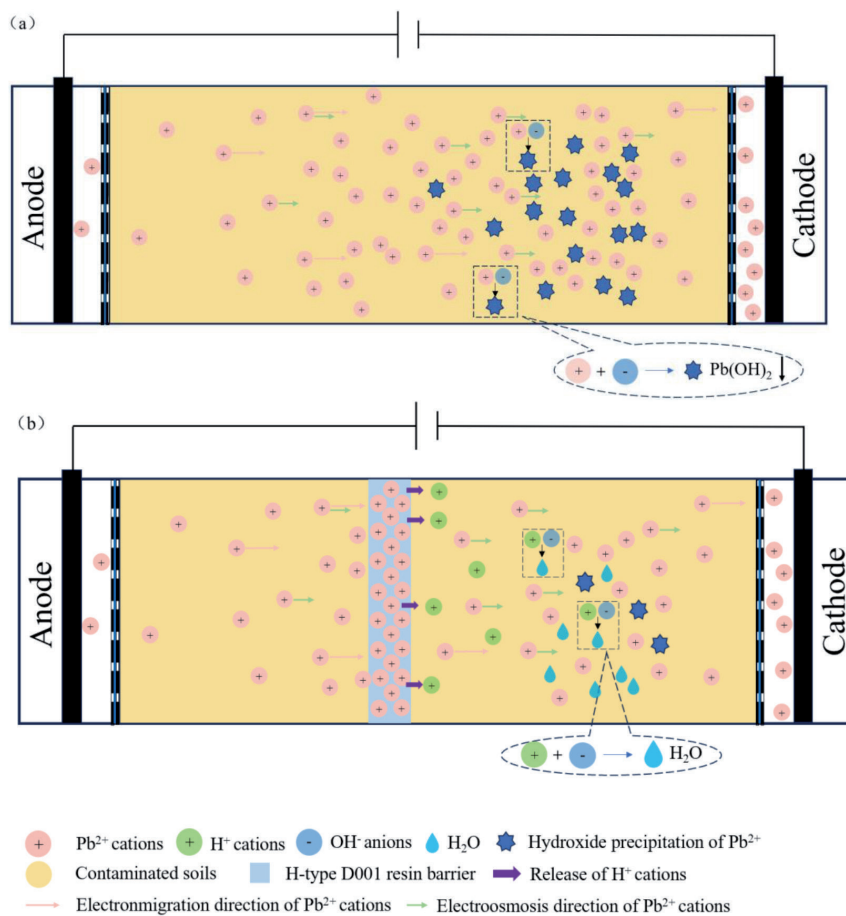 (a)
Anode
Cathode
+ + - Pb(OH)₂
(b)
Anode
Cathode
+ + - H₂O
+ Pb²⁺ cations + H⁺ cations - OH⁻ anions H₂O Hydroxide precipitation of Pb²⁺
Contaminated soils H-type D001 resin barrier Release of H⁺ cations
Electronmigration direction of Pb²⁺ cations Electroosmosis direction of Pb²⁺ cations